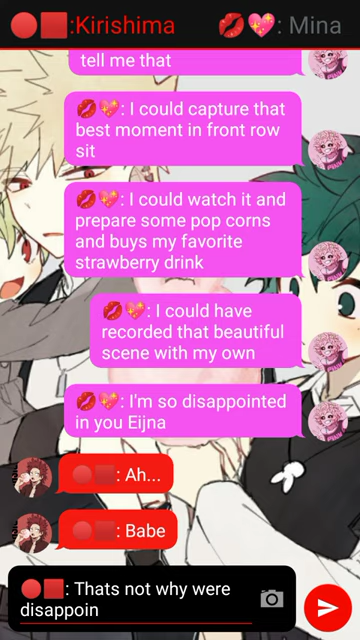 🔴🟥:Kirishima 💋💖: Mina
tell me that
💋💖: I could capture that
best moment in front row
sit
💋💖: I could watch it and
prepare some pop corns
and buys my favorite
strawberry drink
💋💖: I could have
recorded that beautiful
scene with my own
💋💖: I'm so disappointed
in you Eijna
🔴🟥: Ah...
🔴🟥: Babe
🔴🟥: Thats not why were
disappoin